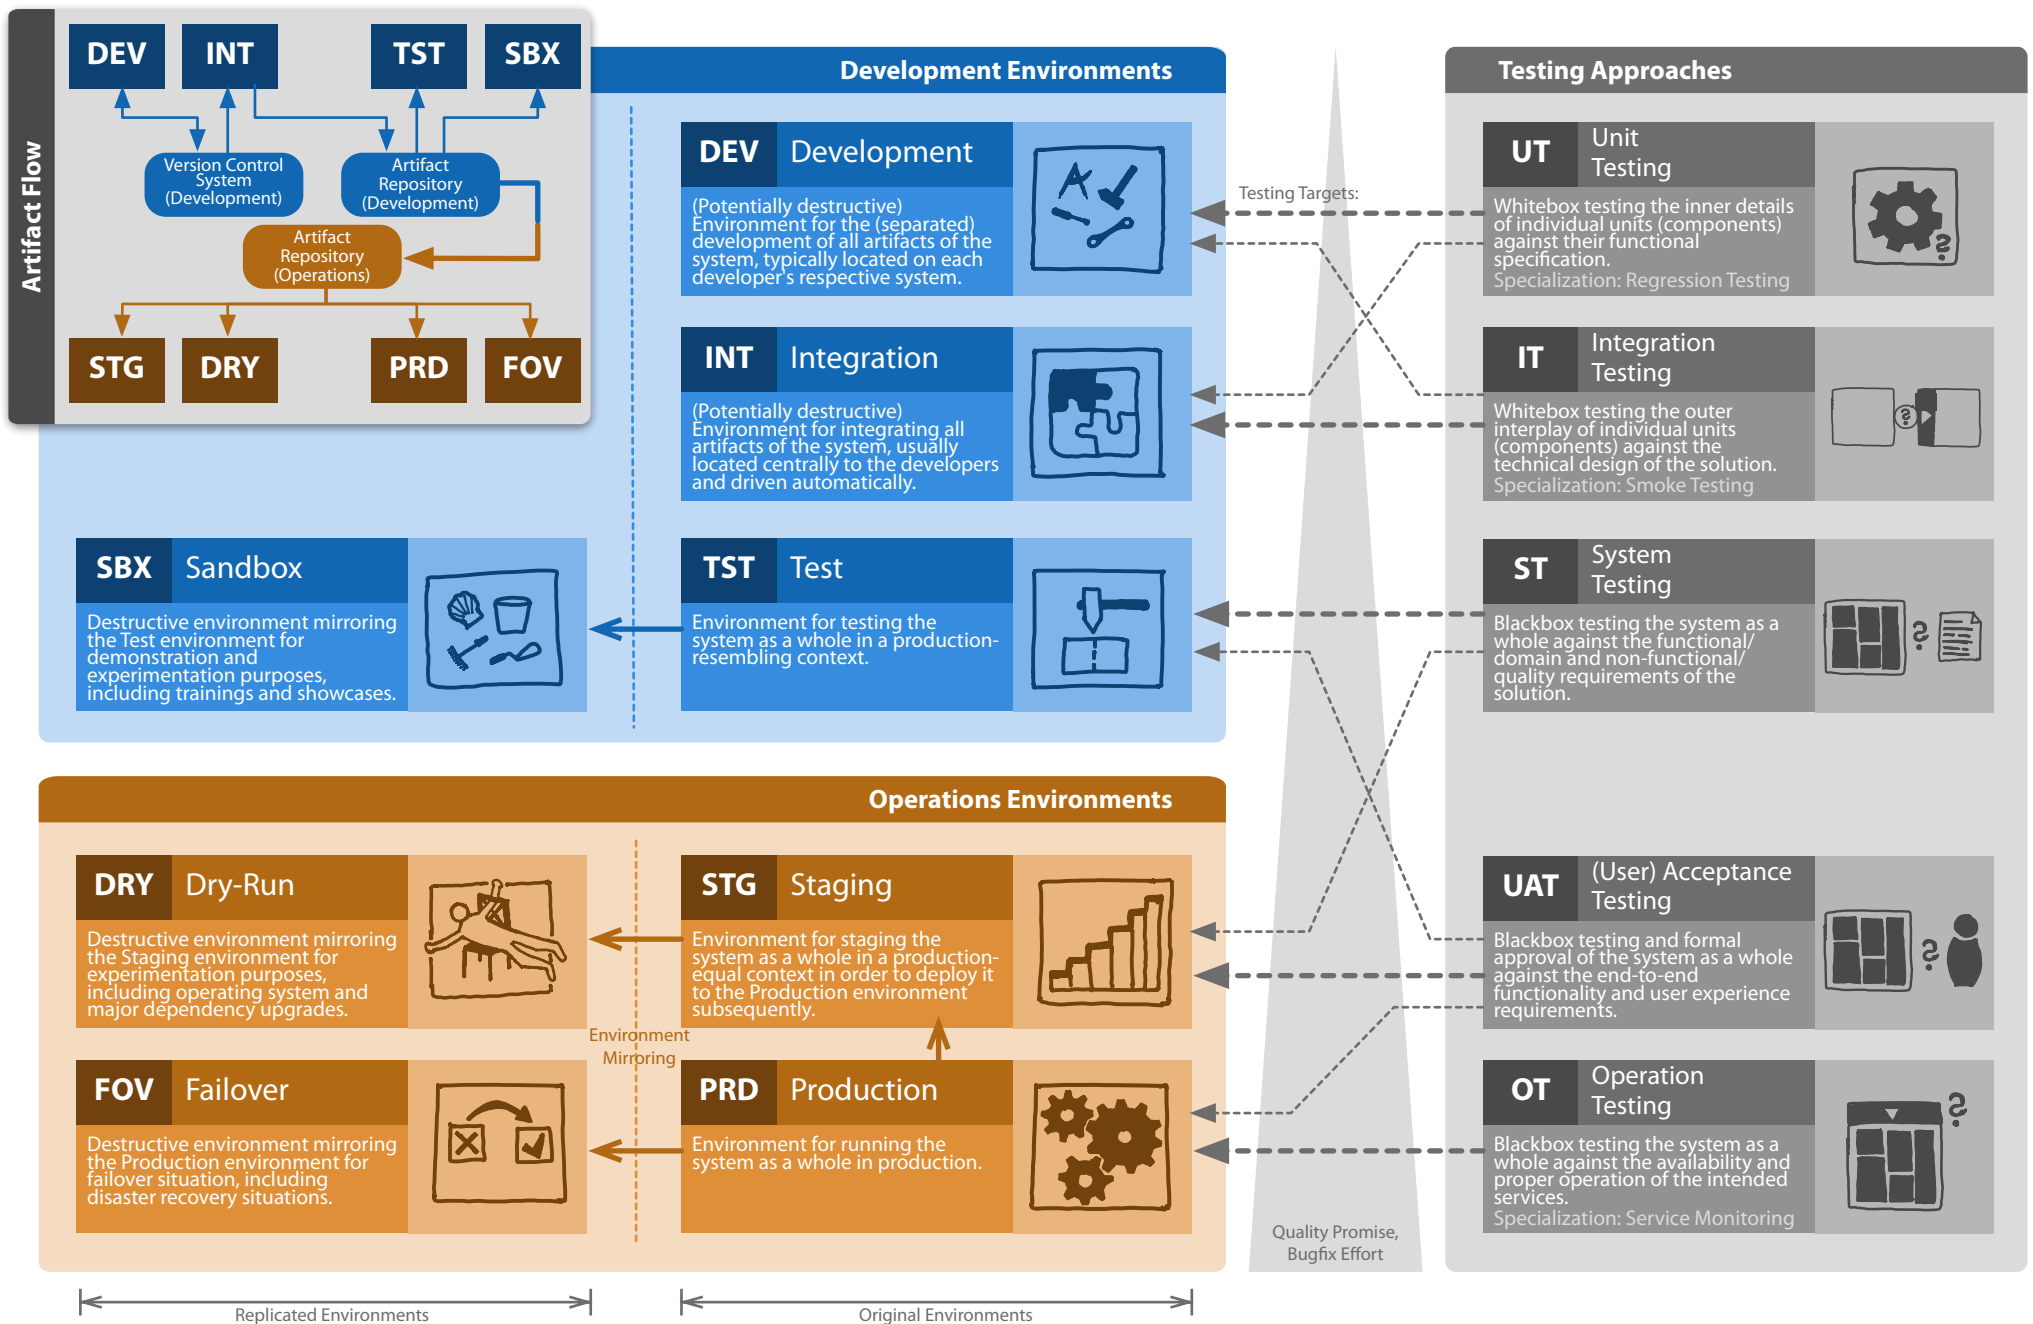 Artifact Flow
DEV
INT
TST
SBX
Version Control
System
(Development)
Artifact
Repository
(Development)
Artifact
Repository
(Operations)
STG
DRY
PRD
FOV
Development Environments
DEV
Development
(Potentially destructive)
Environment for the (separated)
development of all artifacts of the
system, typically located on each
developer's respective system.
INT
Integration
(Potentially destructive)
Environment for integrating all
artifacts of the system, usually
located centrally to the developers
and driven automatically.
SBX
Sandbox
Destructive environment mirroring
the Test environment for
demonstration and
experimentation purposes,
including trainings and showcases.
TST
Test
Environment for testing the
system as a whole in a production-
resembling context.
Operations Environments
DRY
Dry-Run
Destructive environment mirroring
the Staging environment for
experimentation purposes,
including operating system and
major dependency upgrades.
STG
Staging
Environment for staging the
system as a whole in a production-
equal context in order to deploy it
to the Production environment
subsequently.
Environment
Mirroring
FOV
Failover
Destructive environment mirroring
the Production environment for
failover situation, including
disaster recovery situations.
PRD
Production
Environment for running the
system as a whole in production.
Replicated Environments
Original Environments
Testing Targets:
Quality Promise,
Bugfix Effort
Testing Approaches
UT
Unit
Testing
Whitebox testing the inner details
of individual units (components)
against their functional
specification.
Specialization: Regression Testing
IT
Integration
Testing
Whitebox testing the outer
interplay of individual units
(components) against the
technical design of the solution.
Specialization: Smoke Testing
ST
System
Testing
Blackbox testing the system as a
whole against the functional/
domain and non-functional/
quality requirements of the
solution.
UAT
(User) Acceptance
Testing
Blackbox testing and formal
approval of the system as a whole
against the end-to-end
functionality and user experience
requirements.
OT
Operation
Testing
Blackbox testing the system as a
whole against the availability and
proper operation of the intended
services.
Specialization: Service Monitoring